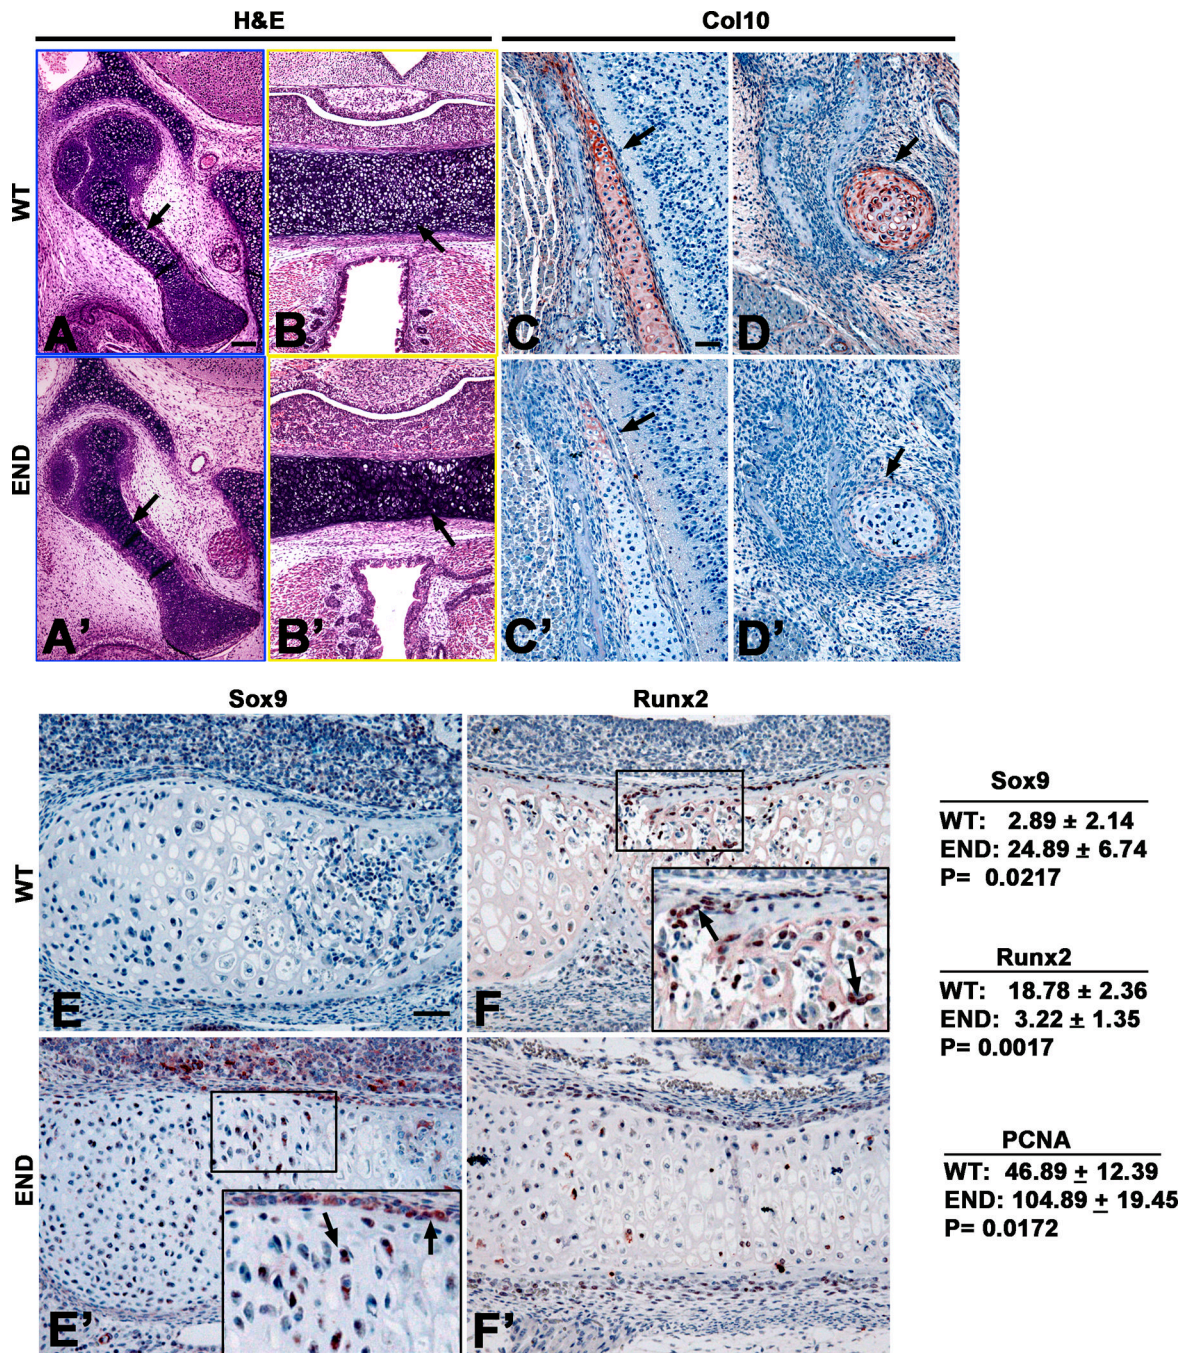 H&E
Col10
WT
A
B
C
D
END
A'
B'
C'
D'
Sox9
Runx2
WT
E
F
END
E'
F'
Sox9
WT: 2.89 ± 2.14
END: 24.89 ± 6.74
P= 0.0217
Runx2
WT: 18.78 ± 2.36
END: 3.22 ± 1.35
P= 0.0017
PCNA
WT: 46.89 ± 12.39
END: 104.89 ± 19.45
P= 0.0172